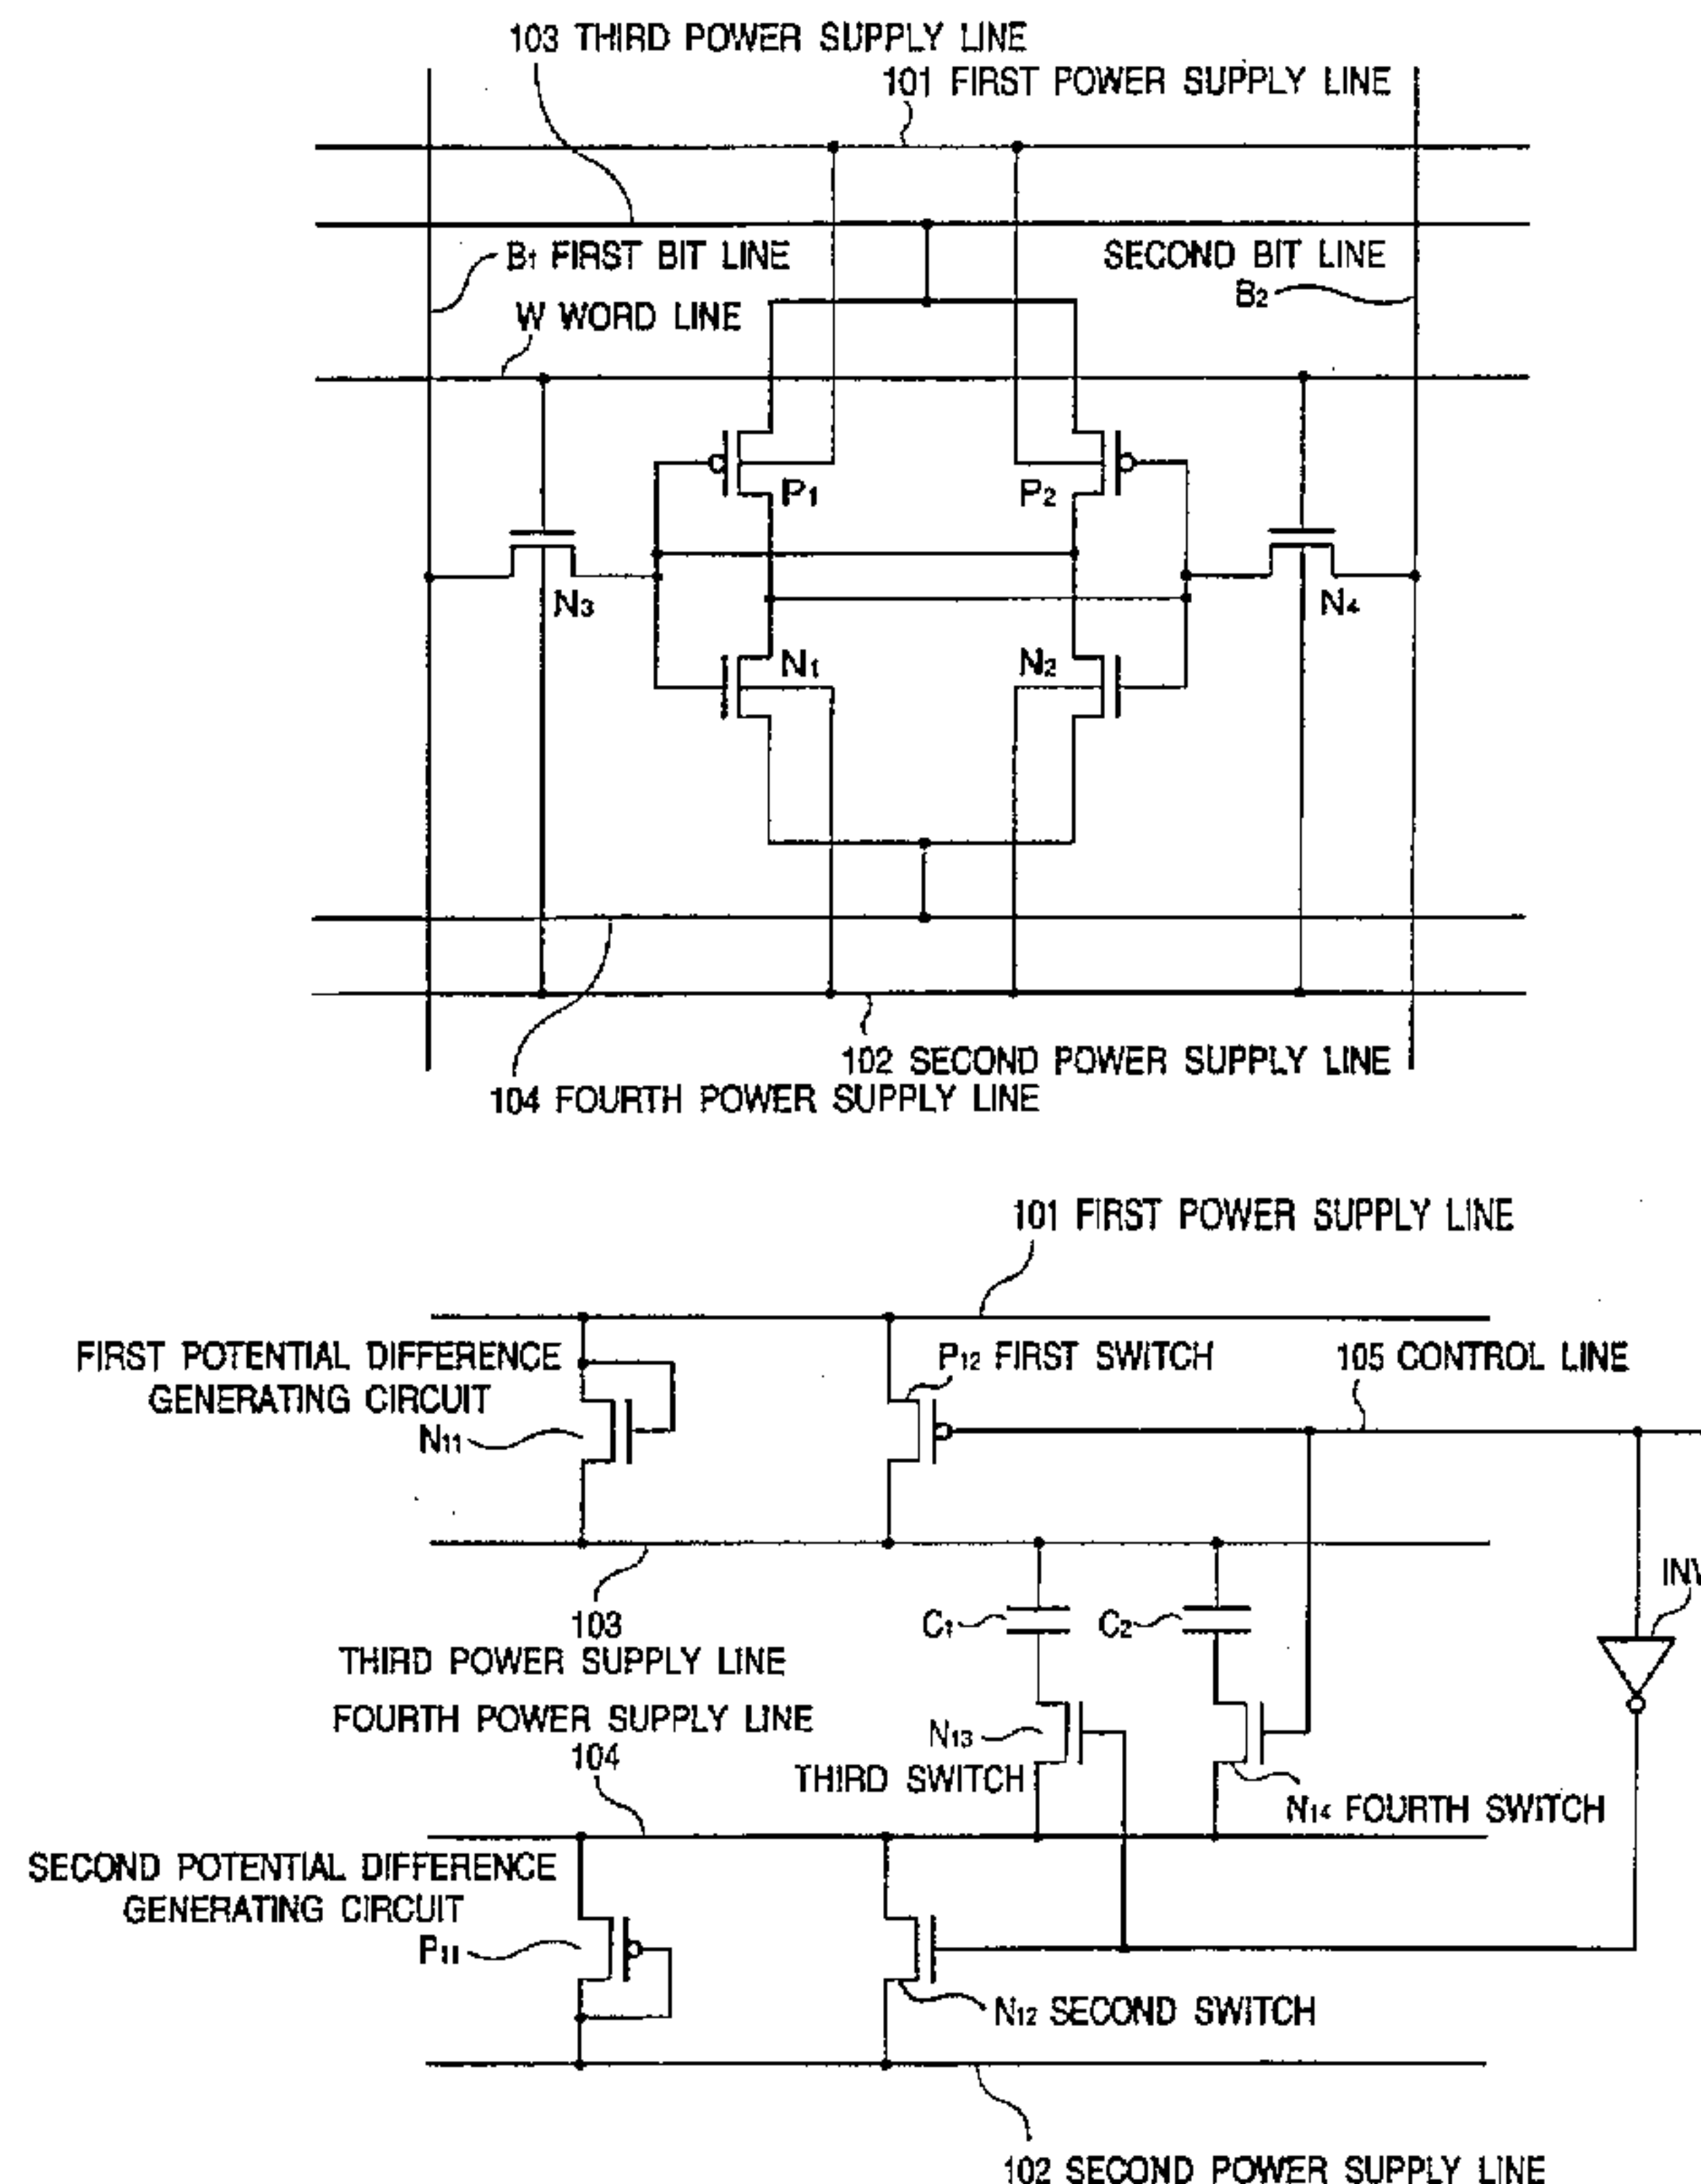 103 THIRD POWER SUPPLY LINE
101 FIRST POWER SUPPLY LINE
B1 FIRST BIT LINE
SECOND BIT LINE
B2
W WORD LINE
P1
P2
N3
N4
N1
N2
102 SECOND POWER SUPPLY LINE
104 FOURTH POWER SUPPLY LINE
101 FIRST POWER SUPPLY LINE
FIRST POTENTIAL DIFFERENCE
GENERATING CIRCUIT
N11
P12 FIRST SWITCH
105 CONTROL LINE
103
THIRD POWER SUPPLY LINE
C1
C2
INV
FOURTH POWER SUPPLY LINE
104
N13
THIRD SWITCH
N14 FOURTH SWITCH
SECOND POTENTIAL DIFFERENCE
GENERATING CIRCUIT
P11
N12 SECOND SWITCH
102 SECOND POWER SUPPLY LINE